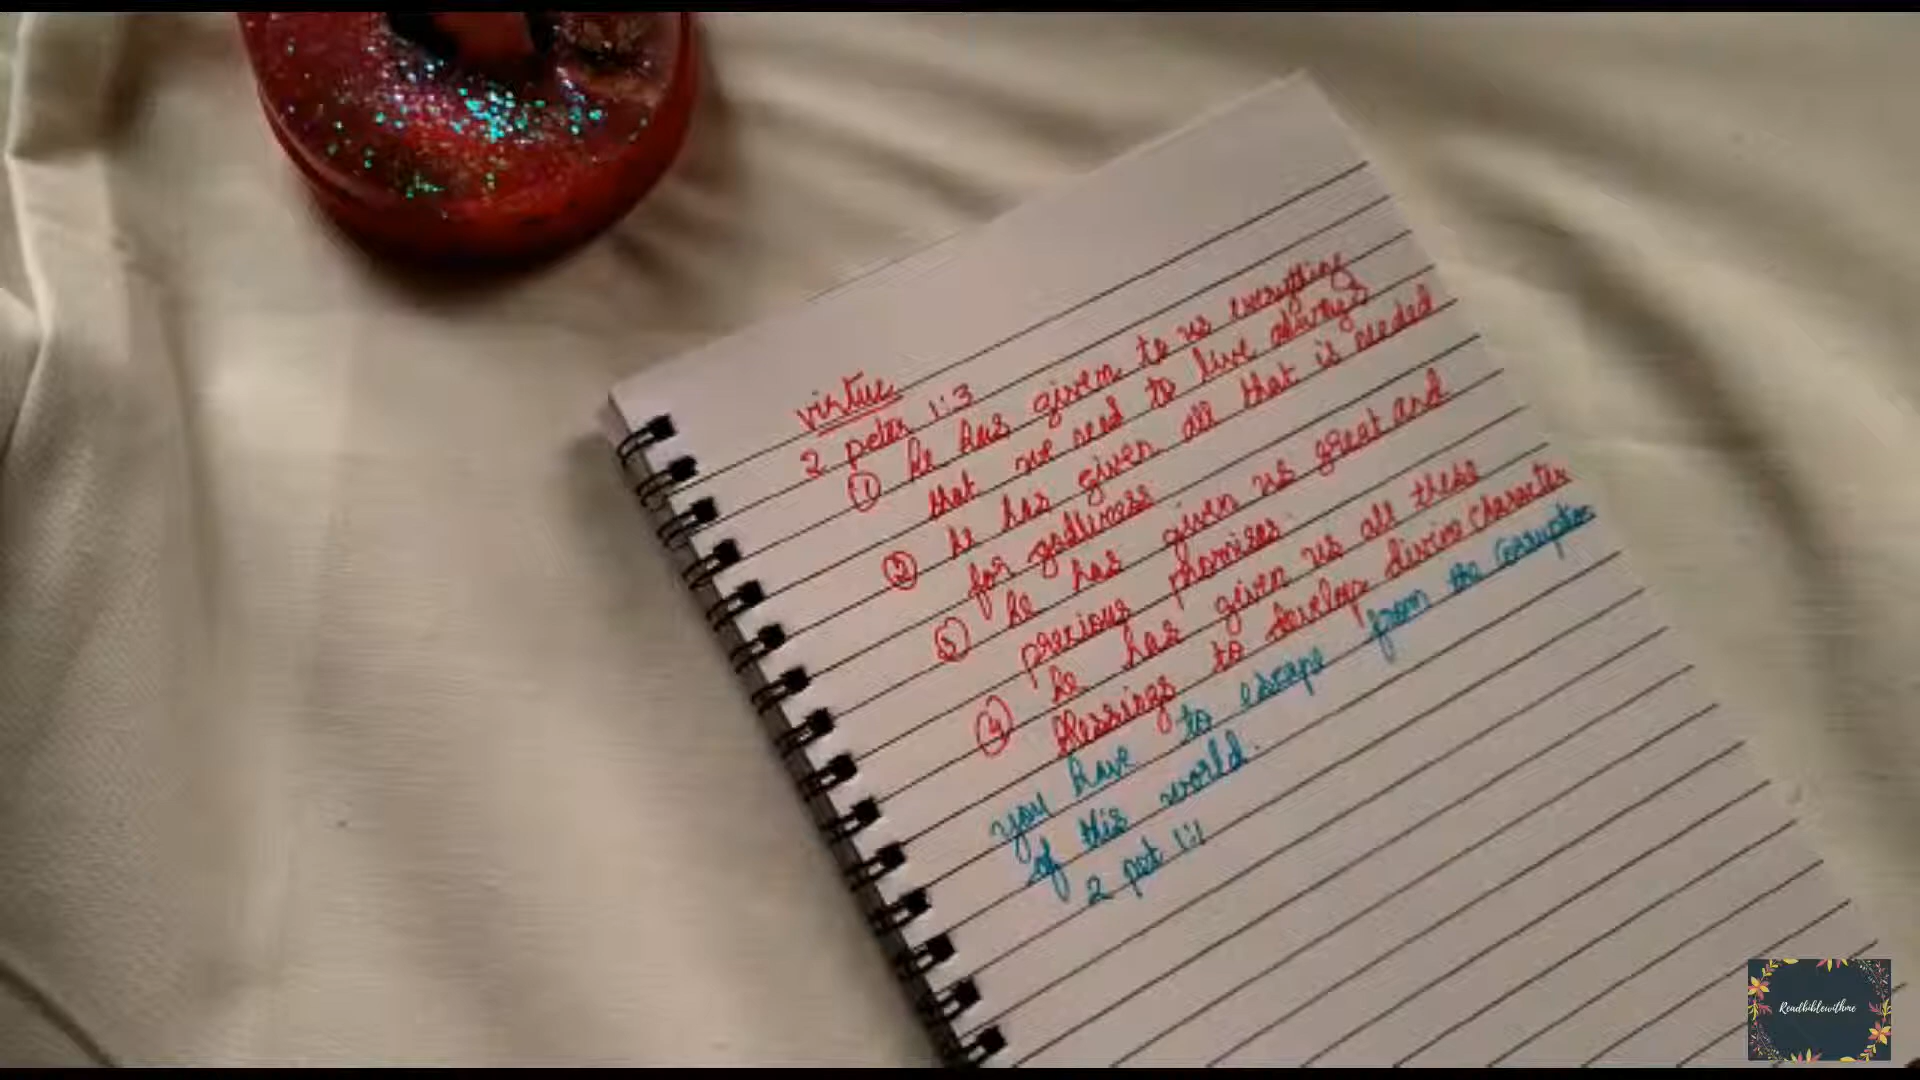 virtue
2 peter 1:3
① he has given to us everything
that we need to live always
② he has given all that is needed
for godliness
③ he has given us great and
precious promises.
④ he has given us all these
blessings to develop divine character
you have to escape from the corruption
of this world.
2 pet 1:1
Readbiblewithme